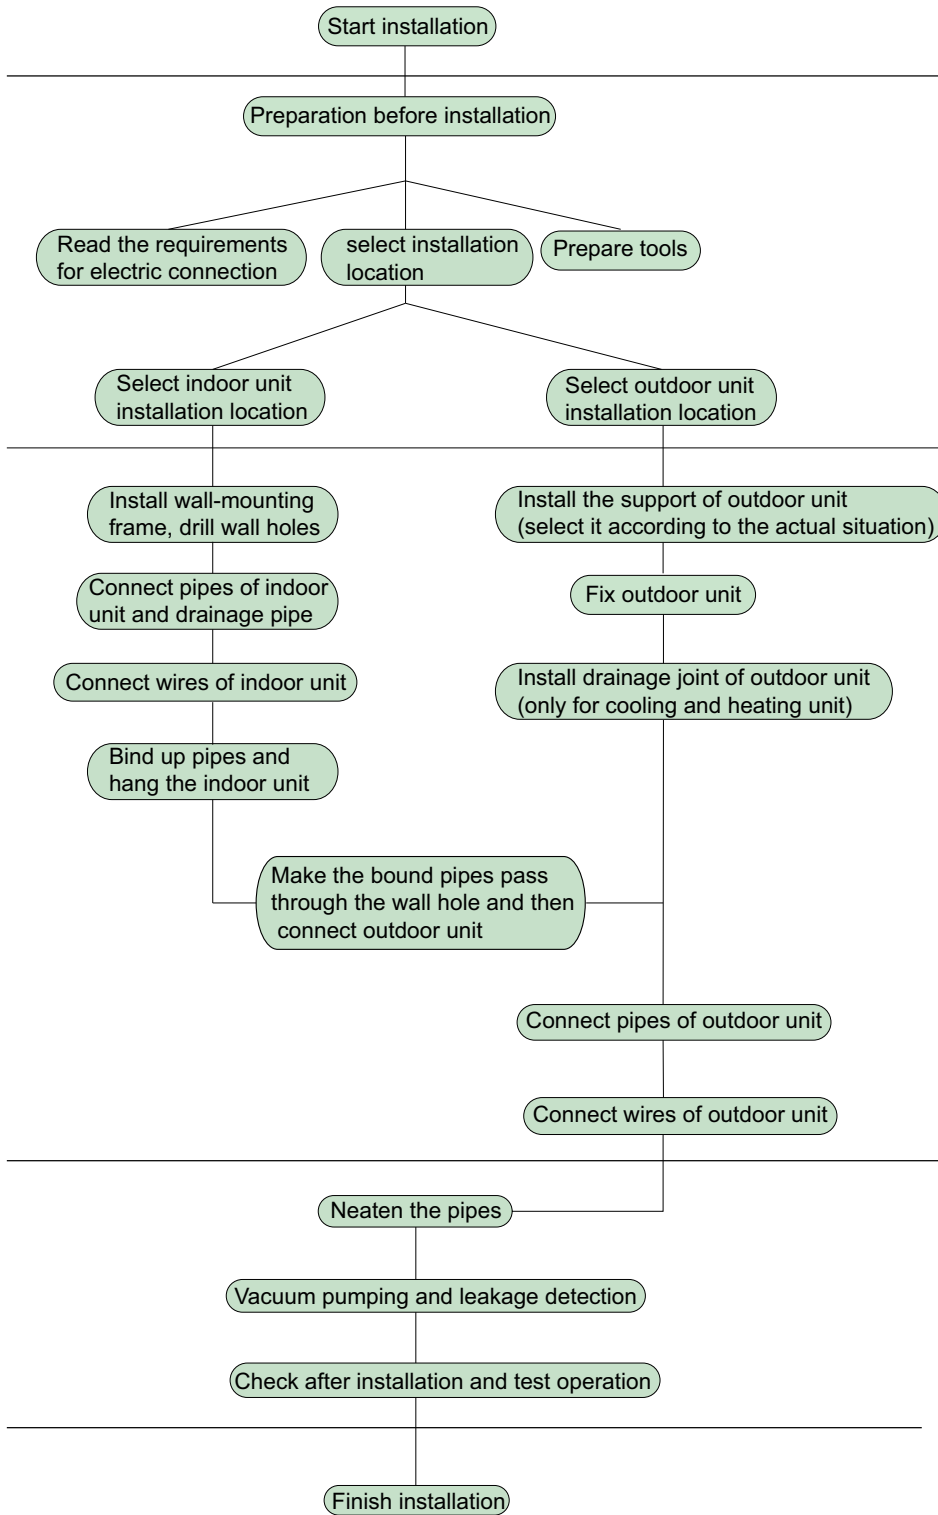 Start installation
Preparation before installation
Read the requirements
for electric connection
select installation
location
Prepare tools
Select indoor unit
installation location
Select outdoor unit
installation location
Install wall-mounting
frame, drill wall holes
Install the support of outdoor unit
(select it according to the actual situation)
Connect pipes of indoor
unit and drainage pipe
Fix outdoor unit
Connect wires of indoor unit
Install drainage joint of outdoor unit
(only for cooling and heating unit)
Bind up pipes and
hang the indoor unit
Make the bound pipes pass
through the wall hole and then
connect outdoor unit
Connect pipes of outdoor unit
Connect wires of outdoor unit
Neaten the pipes
Vacuum pumping and leakage detection
Check after installation and test operation
Finish installation